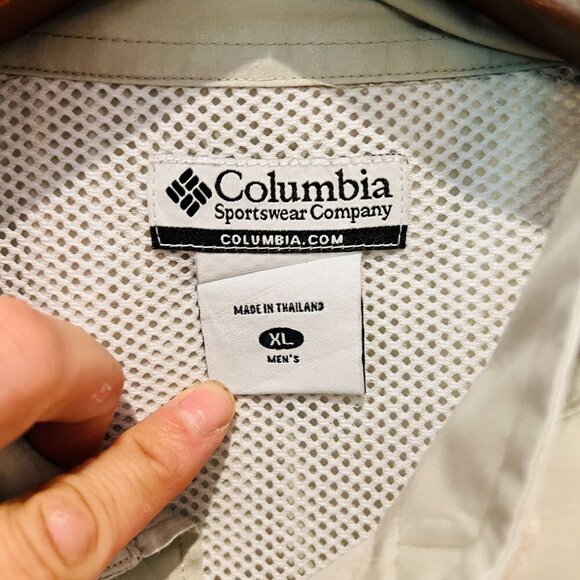 Columbia
Sportswear Company
COLUMBIA.COM
MADE IN THAILAND
XL
MEN'S